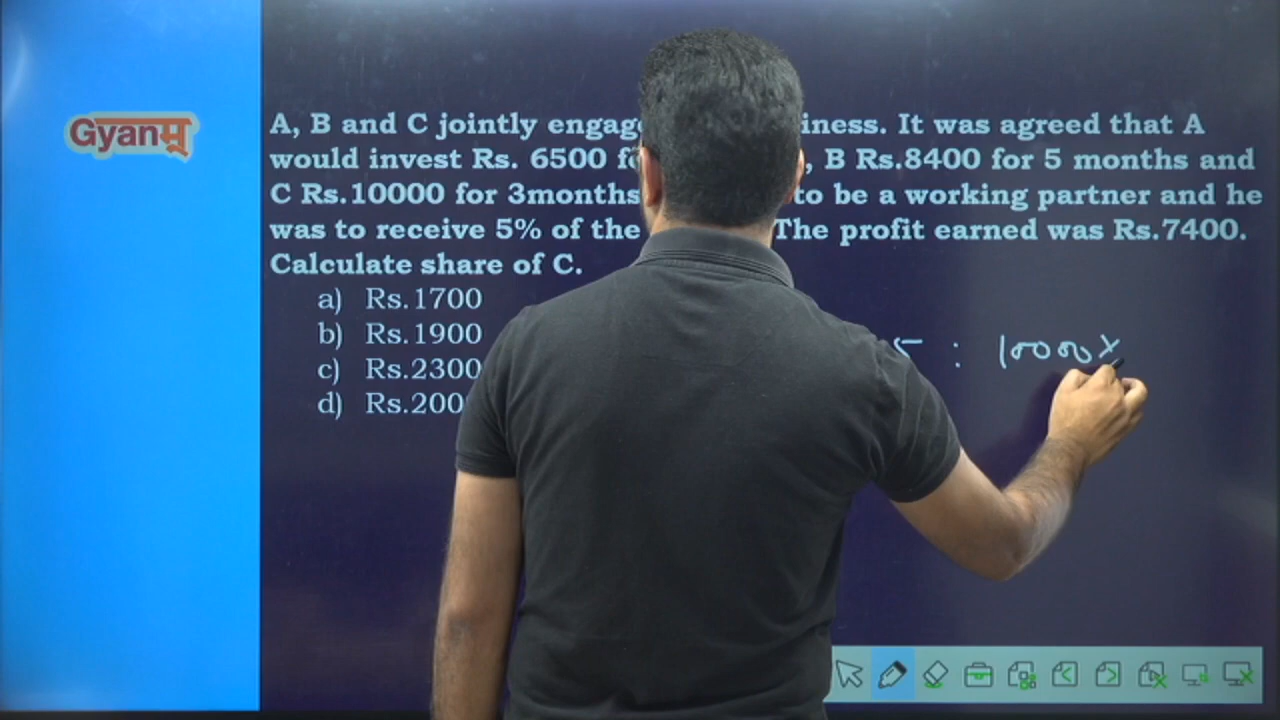 Gyanम्
A, B and C jointly iness. It was agreed that A
would invest Rs. 6500 , B Rs.8400 for 5 months and
C Rs.10000 for 3months to be a working partner and he
was to receive 5% of the The profit earned was Rs.7400.
Calculate share of C.
a) Rs.1700
b) Rs.1900
c) Rs.2300
d) Rs.200
5 : 10000x